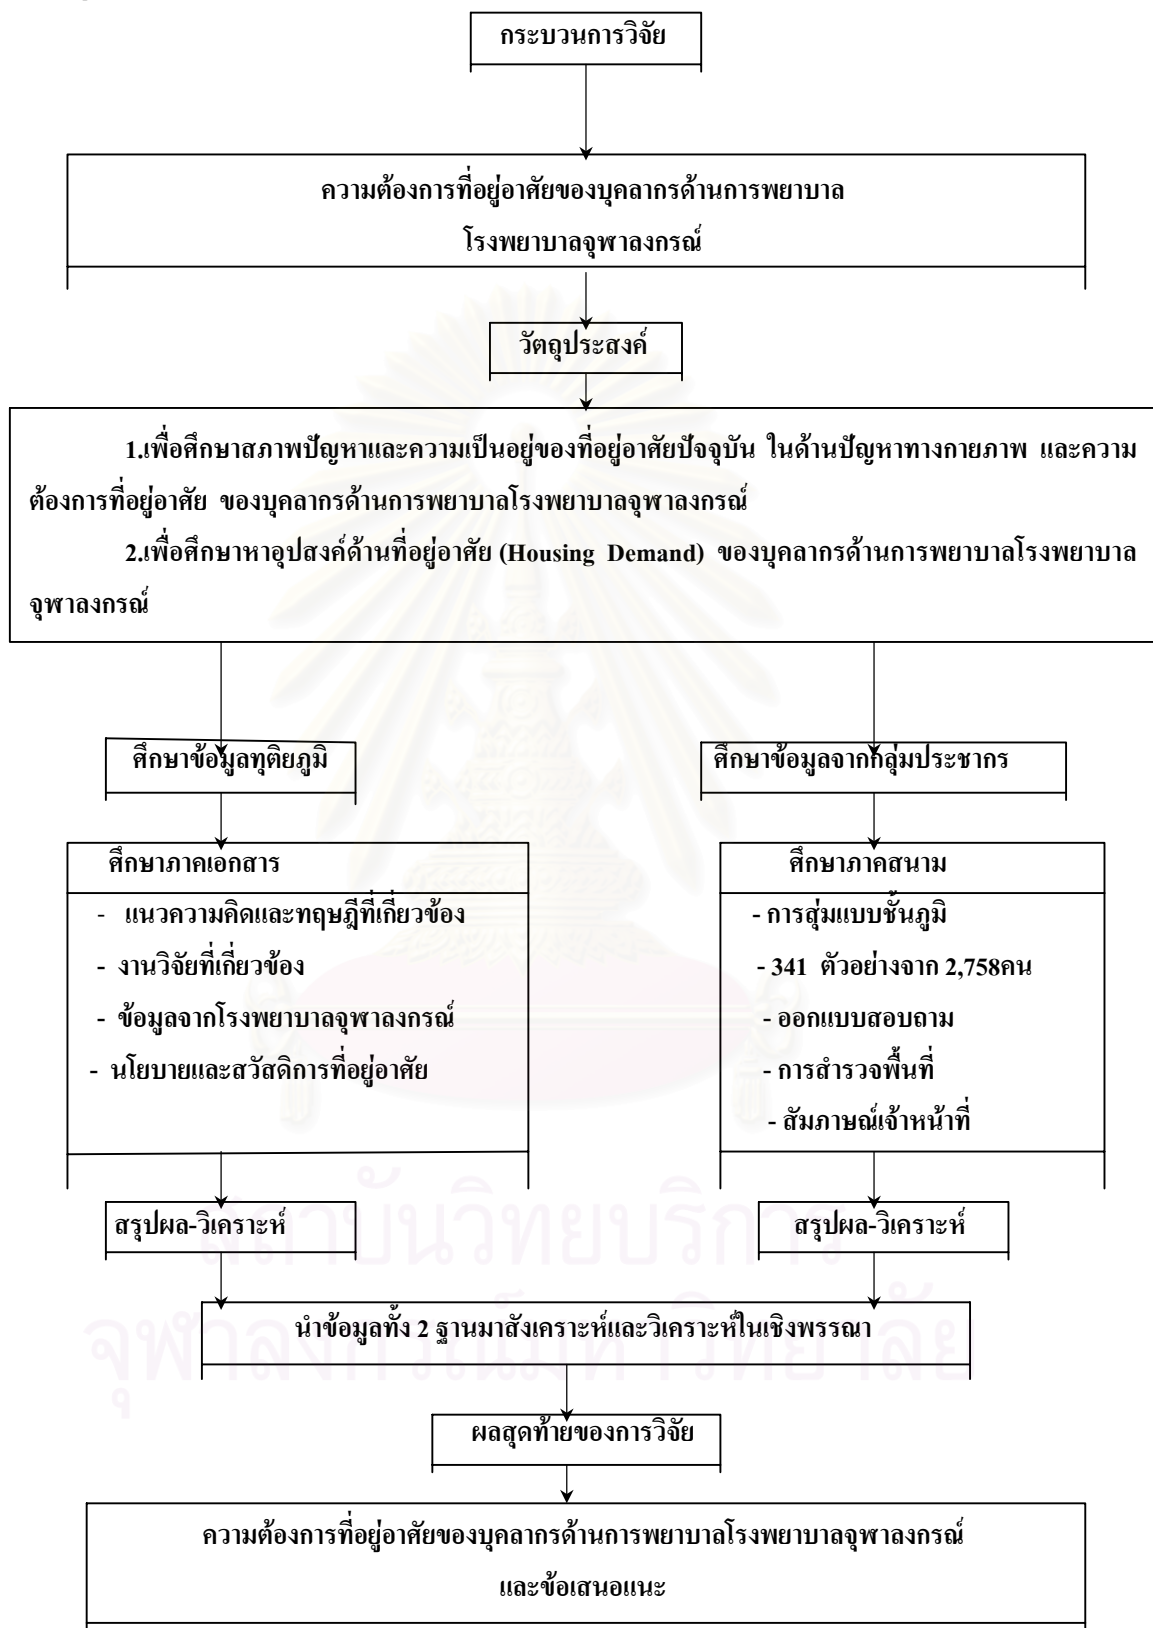 กระบวนการวิจัย
ความต้องการที่อยู่อาศัยของบุคลากรด้านการพยาบาล
โรงพยาบาลจุฬาลงกรณ์
วัตถุประสงค์
1.เพื่อศึกษาสภาพปัญหาและความเป็นอยู่ของที่อยู่อาศัยปัจจุบัน ในด้านปัญหาทางกายภาพ และความ
ต้องการที่อยู่อาศัย ของบุคลากรด้านการพยาบาลโรงพยาบาลจุฬาลงกรณ์
2.เพื่อศึกษาหาอุปสงค์ด้านที่อยู่อาศัย (Housing Demand) ของบุคลากรด้านการพยาบาลโรงพยาบาล
จุฬาลงกรณ์
ศึกษาข้อมูลทุติยภูมิ
ศึกษาภาคเอกสาร
- แนวความคิดและทฤษฎีที่เกี่ยวข้อง
- งานวิจัยที่เกี่ยวข้อง
- ข้อมูลจากโรงพยาบาลจุฬาลงกรณ์
- นโยบายและสวัสดิการที่อยู่อาศัย
สรุปผล-วิเคราะห์
ศึกษาข้อมูลจากกลุ่มประชากร
ศึกษาภาคสนาม
- การสุ่มแบบชั้นภูมิ
- 341 ตัวอย่างจาก 2,758คน
- ออกแบบสอบถาม
- การสำรวจพื้นที่
- สัมภาษณ์เจ้าหน้าที่
สรุปผล-วิเคราะห์
นำข้อมูลทั้ง 2 ฐานมาสังเคราะห์และวิเคราะห์ในเชิงพรรณา
ผลสุดท้ายของการวิจัย
ความต้องการที่อยู่อาศัยของบุคลากรด้านการพยาบาลโรงพยาบาลจุฬาลงกรณ์
และข้อเสนอแนะ
สถาบันวิทยบริการ
จุฬาลงกรณ์มหาวิทยาลัย